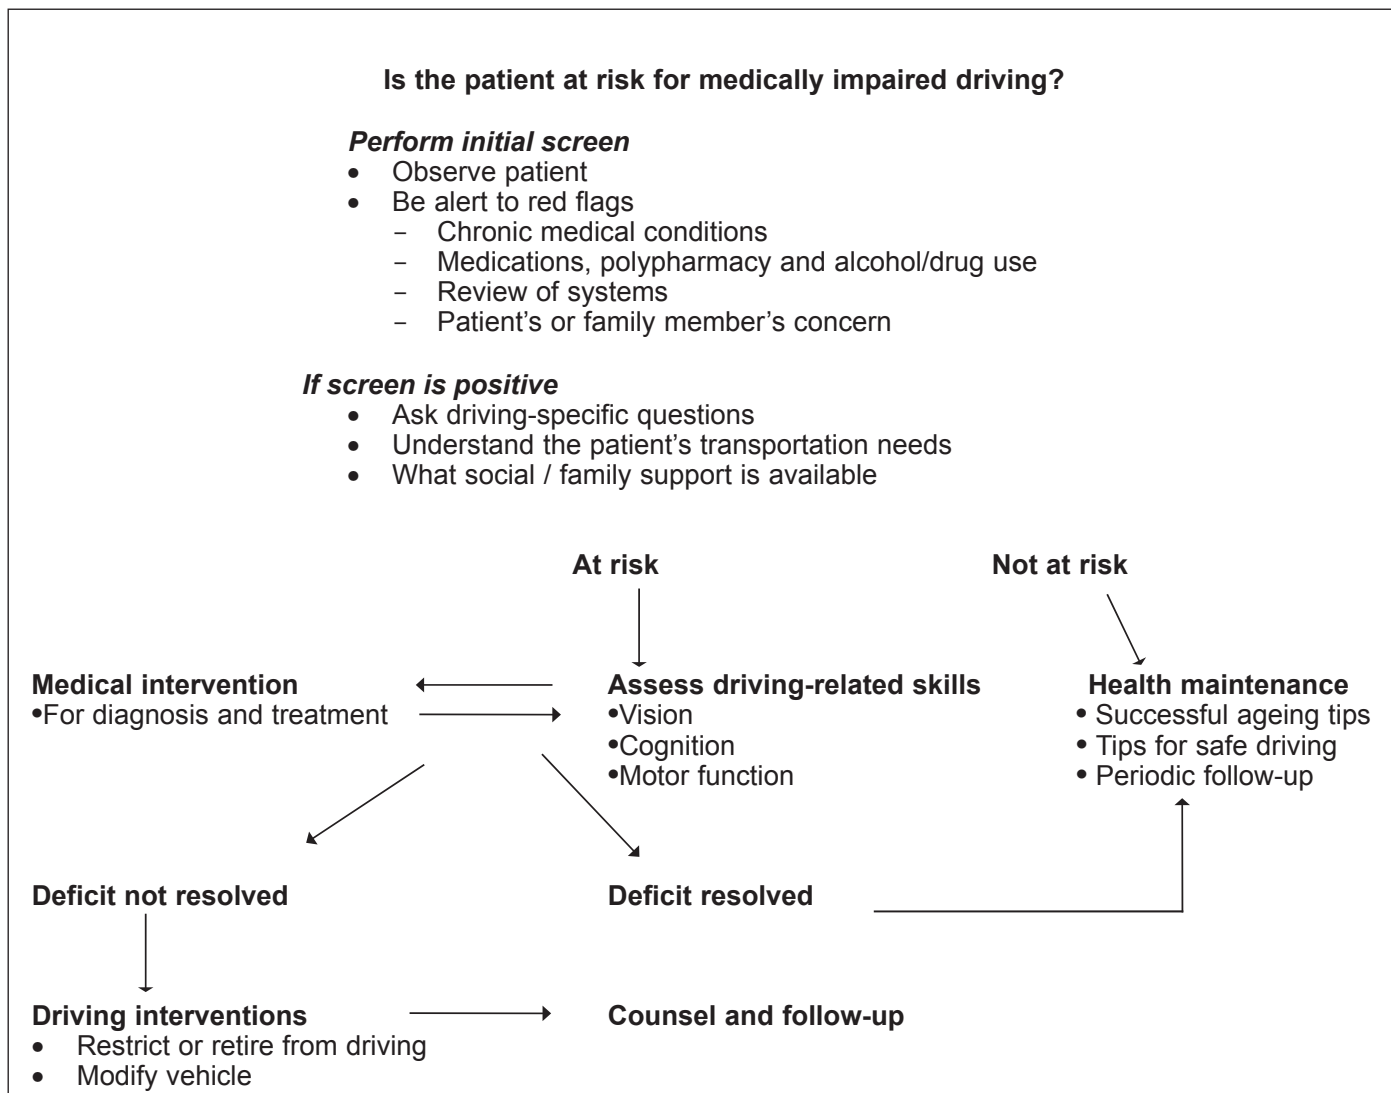 Is the patient at risk for medically impaired driving?
Perform initial screen
• Observe patient
• Be alert to red flags
– Chronic medical conditions
– Medications, polypharmacy and alcohol/drug use
– Review of systems
– Patient’s or family member’s concern
If screen is positive
• Ask driving-specific questions
• Understand the patient’s transportation needs
• What social / family support is available
At risk
Not at risk
Medical intervention
•For diagnosis and treatment
Assess driving-related skills
•Vision
•Cognition
•Motor function
Health maintenance
• Successful ageing tips
• Tips for safe driving
• Periodic follow-up
Deficit not resolved
Deficit resolved
Driving interventions
• Restrict or retire from driving
• Modify vehicle
Counsel and follow-up